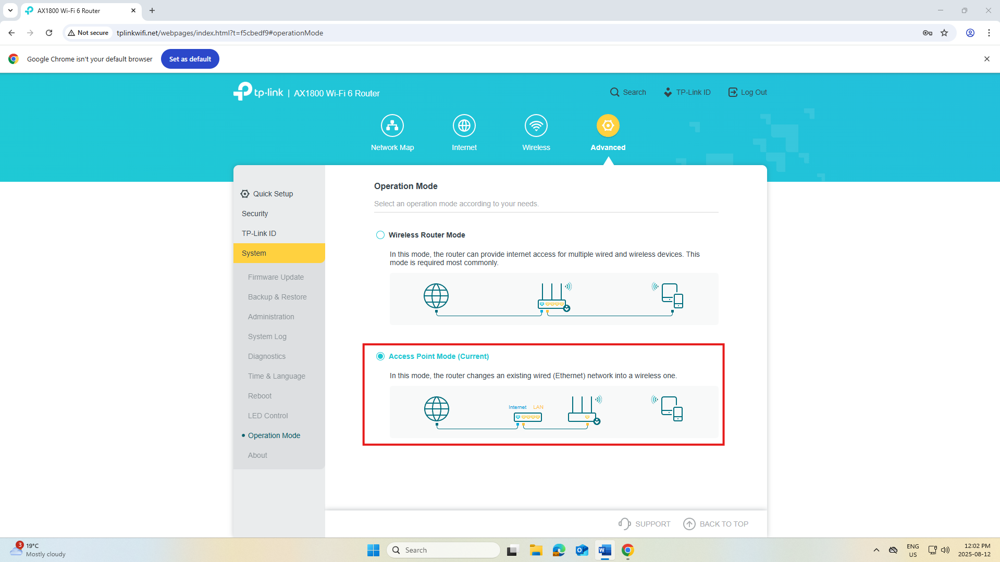 AX1800 Wi-Fi 6 Router
Not secure
tplinkwifi.net/webpages/index.html?t=f5cbedf9#operationMode
Google Chrome isn't your default browser
Set as default
tp-link | AX1800 Wi-Fi 6 Router
Search
TP-Link ID
Log Out
Network Map
Internet
Wireless
Advanced
Quick Setup
Security
TP-Link ID
System
Firmware Update
Backup & Restore
Administration
System Log
Diagnostics
Time & Language
Reboot
LED Control
Operation Mode
About
Operation Mode
Select an operation mode according to your needs.
Wireless Router Mode
In this mode, the router can provide internet access for multiple wired and wireless devices. This
mode is required most commonly.
Access Point Mode (Current)
In this mode, the router changes an existing wired (Ethernet) network into a wireless one.
Internet LAN
SUPPORT
BACK TO TOP
3
19°C
Mostly cloudy
Search
ENG
US
12:02 PM
2025-08-12